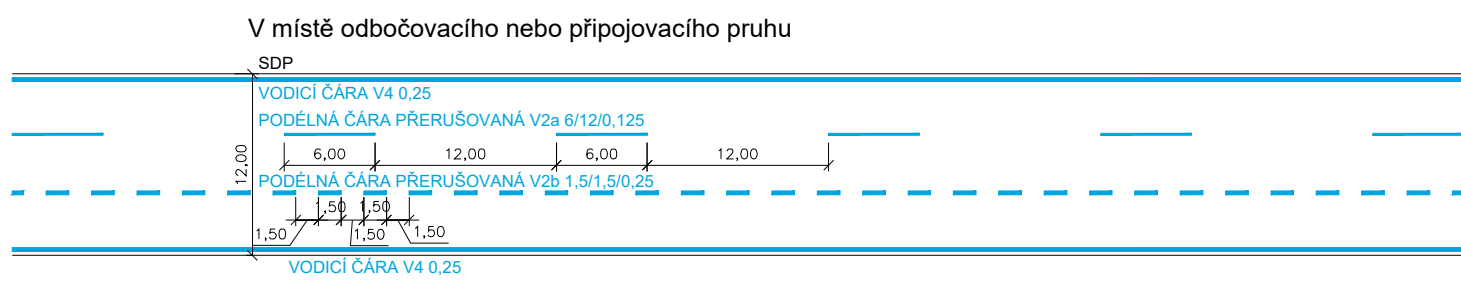 V místě odbočovacího nebo připojovacího pruhu
SDP
VODICÍ ČÁRA V4 0,25
PODÉLNÁ ČÁRA PŘERUŠOVANÁ V2a 6/12/0,125
6,00 12,00 6,00 12,00
12,00
PODÉLNÁ ČÁRA PŘERUŠOVANÁ V2b 1,5/1,5/0,25
1,50 1,50
1,50 1,50 1,50
VODICÍ ČÁRA V4 0,25